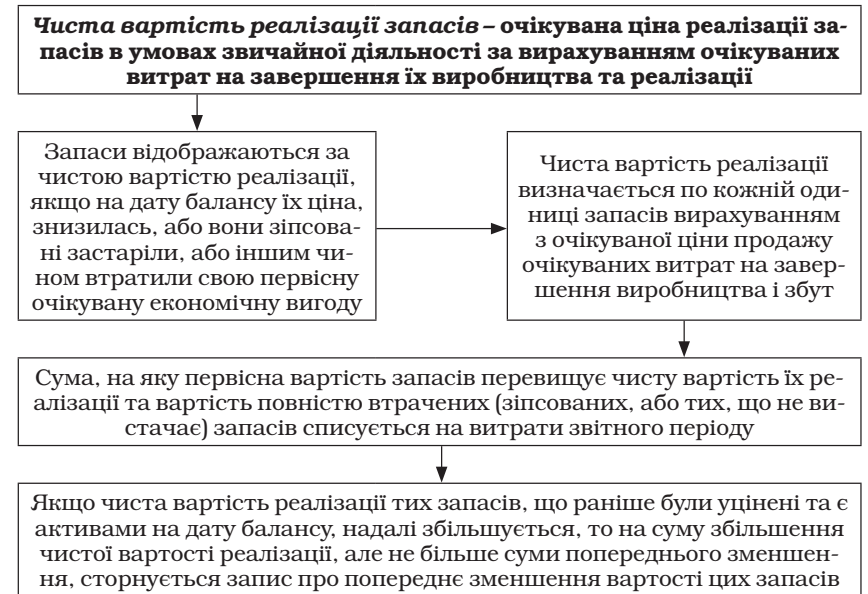 Чиста вартість реалізації запасів – очікувана ціна реалізації за-
пасів в умовах звичайної діяльності за вирахуванням очікуваних
витрат на завершення їх виробництва та реалізації
Запаси відображаються за
чистою вартістю реалізації,
якщо на дату балансу їх ціна,
знизилась, або вони зіпсова-
ні застаріли, або іншим чи-
ном втратили свою первісну
очікувану економічну вигоду
Чиста вартість реалізації
визначається по кожній оди-
ниці запасів вирахуванням
з очікуваної ціни продажу
очікуваних витрат на завер-
шення виробництва і збут
Сума, на яку первісна вартість запасів перевищує чисту вартість їх ре-
алізації та вартість повністю втрачених (зіпсованих, або тих, що не ви-
стачає) запасів списується на витрати звітного періоду
Якщо чиста вартість реалізації тих запасів, що раніше були уцінені та є
активами на дату балансу, надалі збільшується, то на суму збільшення
чистої вартості реалізації, але не більше суми попереднього зменшен-
ня, сторнується запис про попереднє зменшення вартості цих запасів